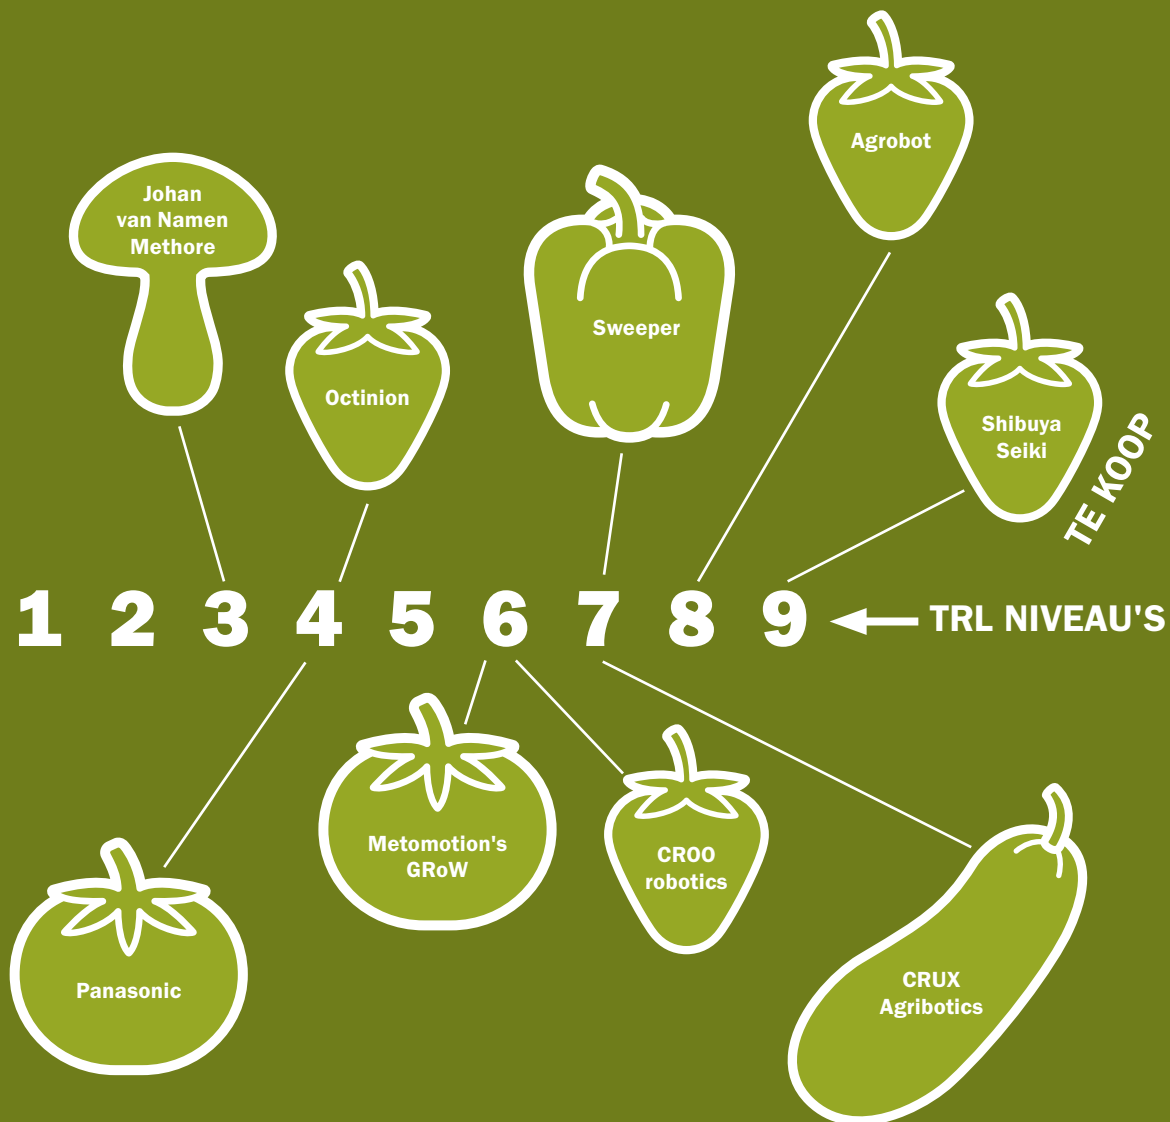 Agrobot
Johan
van Namen
Methore
Sweeper
Octinion
Shibuya
Seiki
TE KOOP
1 2 3 4 5 6 7 8 9 TRL NIVEAU'S
Metomotion's
GRoW
CROO
robotics
Panasonic
CRUX
Agribotics